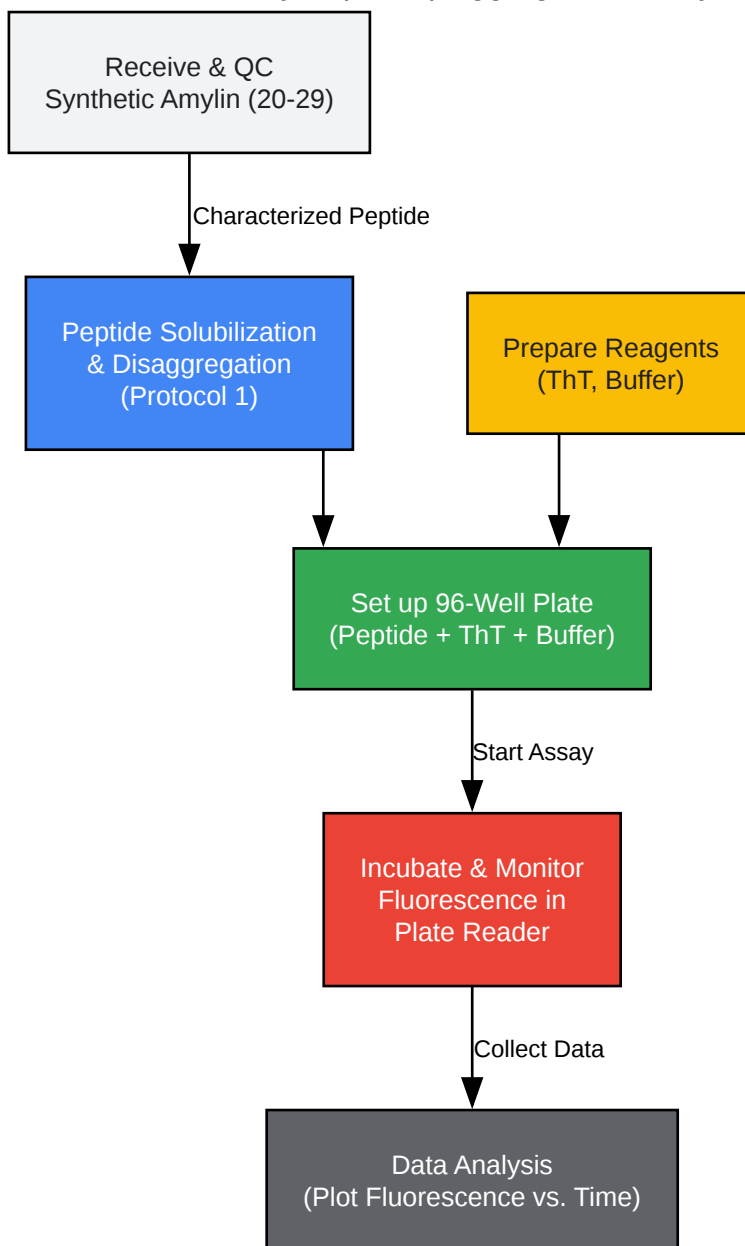 Receive & QC
Synthetic Amylin (20-29)
Characterized Peptide
Peptide Solubilization
& Disaggregation
(Protocol 1)
Prepare Reagents
(ThT, Buffer)
Set up 96-Well Plate
(Peptide + ThT + Buffer)
Start Assay
Incubate & Monitor
Fluorescence in
Plate Reader
Collect Data
Data Analysis
(Plot Fluorescence vs. Time)